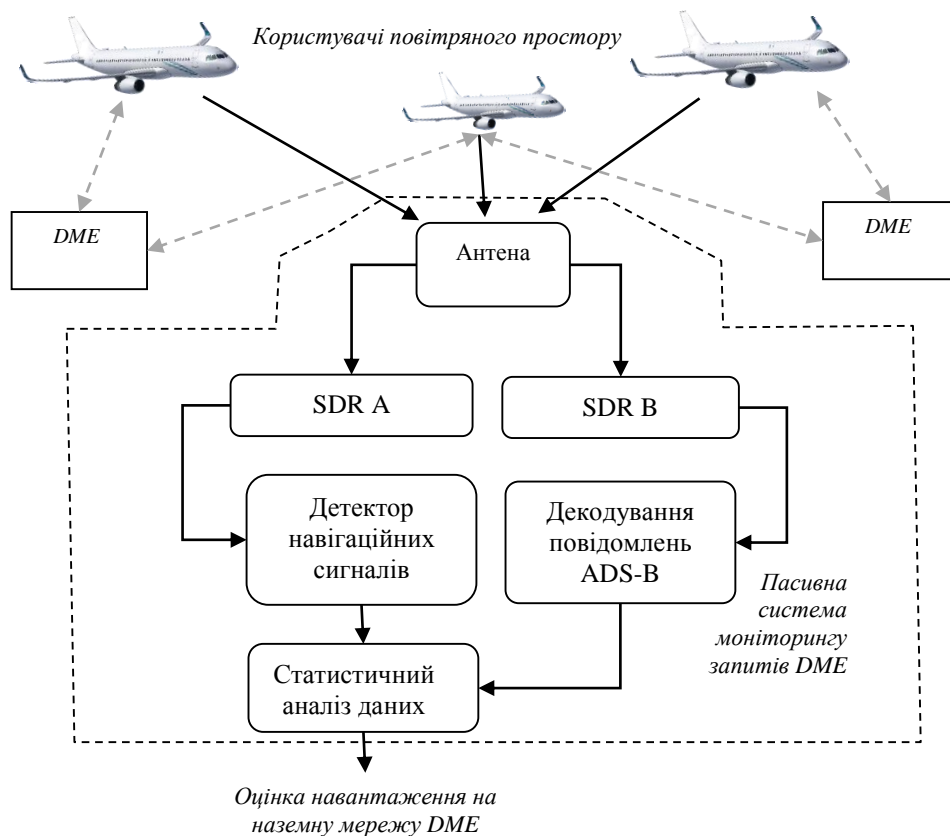 Користувачі повітряного простору
DME
DME
Антена
SDR A
SDR B
Детектор
навігаційних
сигналів
Декодування
повідомлень
ADS-B
Пасивна
система
моніторингу
запитів DME
Статистичний
аналіз даних
Оцінка навантаження на
наземну мережу DME